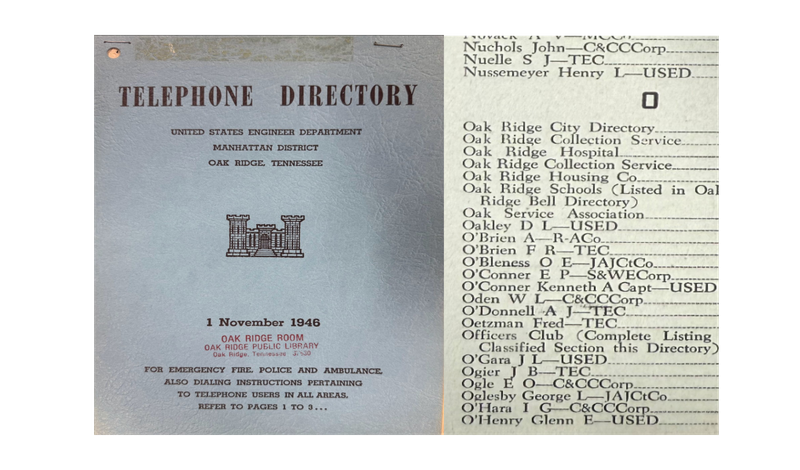 TELEPHONE DIRECTORY
UNITED STATES ENGINEER DEPARTMENT
MANHATTAN DISTRICT
OAK RIDGE, TENNESSEE
1 November 1946
OAK RIDGE ROOM
OAK RIDGE PUBLIC LIBRARY
Oak Ridge, Tennessee
FOR EMERGENCY FIRE, POLICE AND AMBULANCE,
ALSO DIALING INSTRUCTIONS PERTAINING
TO TELEPHONE USERS IN ALL AREAS,
REFER TO PAGES 1 TO 3...
Novack A V—MCCo
Nuchols John—C&CCCorp
Nuelle S J—TEC
Nussemeyer Henry L—USED
O
Oak Ridge City Directory
Oak Ridge Collection Service
Oak Ridge Hospital
Oak Ridge Collection Service
Oak Ridge Housing Co
Oak Ridge Schools (Listed in Oak
Ridge Bell Directory)
Oak Service Association
Oakley D L—USED
O'Brien A—R-ACo
O'Brien F R—TEC
O'Bleness O E—JAJCtCo
O'Conner E P—S&WECorp
O'Conner Kenneth A Capt—USED
Oden W L—C&CCCorp
O'Donnell A J—TEC
Oetzman Fred—TEC
Officers Club (Complete Listing
Classified Section this Directory)
O'Gara J L—USED
Ogier J B—TEC
Ogle E O—C&CCCorp
Oglesby George L—JAJCtCo
O'Hara I G—C&CCCorp
O'Henry Glenn E—USED